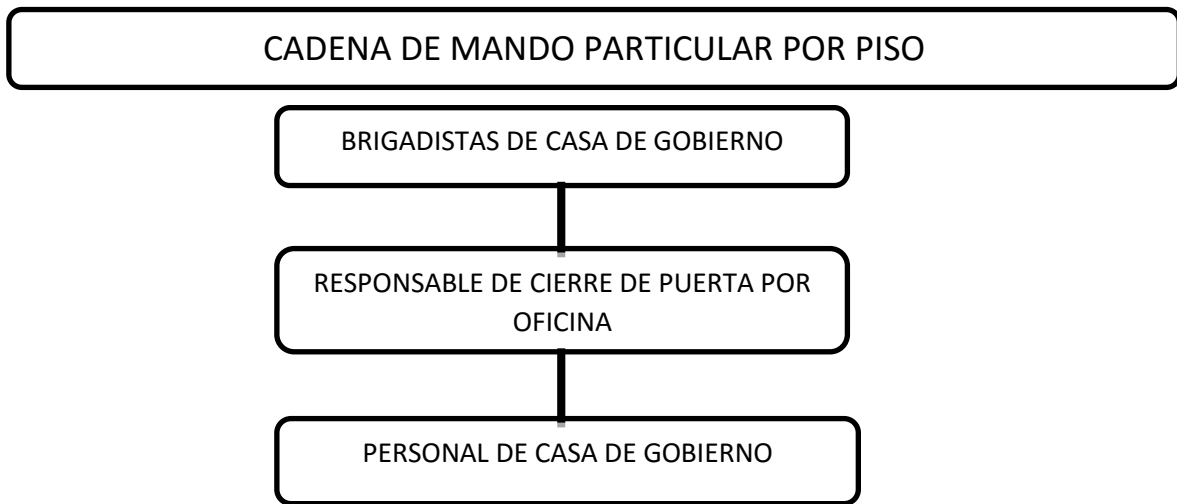 CADENA DE MANDO PARTICULAR POR PISO
BRIGADISTAS DE CASA DE GOBIERNO
RESPONSABLE DE CIERRE DE PUERTA POR
OFICINA
PERSONAL DE CASA DE GOBIERNO